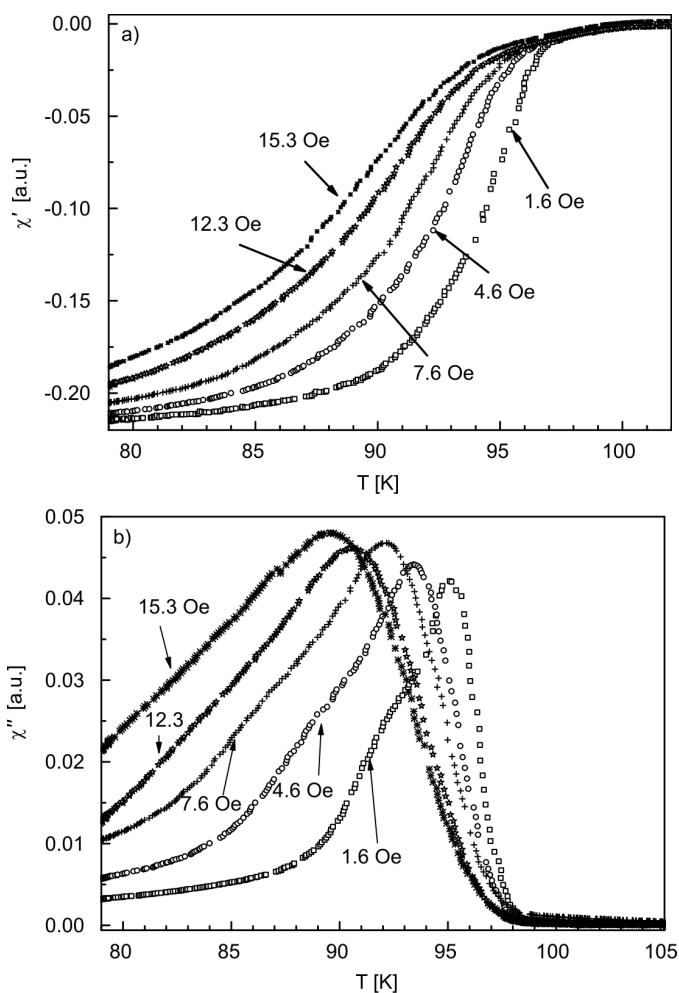 a)
0.00
-0.05
-0.10
-0.15
-0.20
χ′ [a.u.]
15.3 Oe
12.3 Oe
1.6 Oe
4.6 Oe
7.6 Oe
80 85 90 95 100
T [K]
b)
0.05
0.04
0.03
0.02
0.01
0.00
χ″ [a.u.]
15.3 Oe
12.3
7.6 Oe
4.6 Oe
1.6 Oe
80 85 90 95 100 105
T [K]